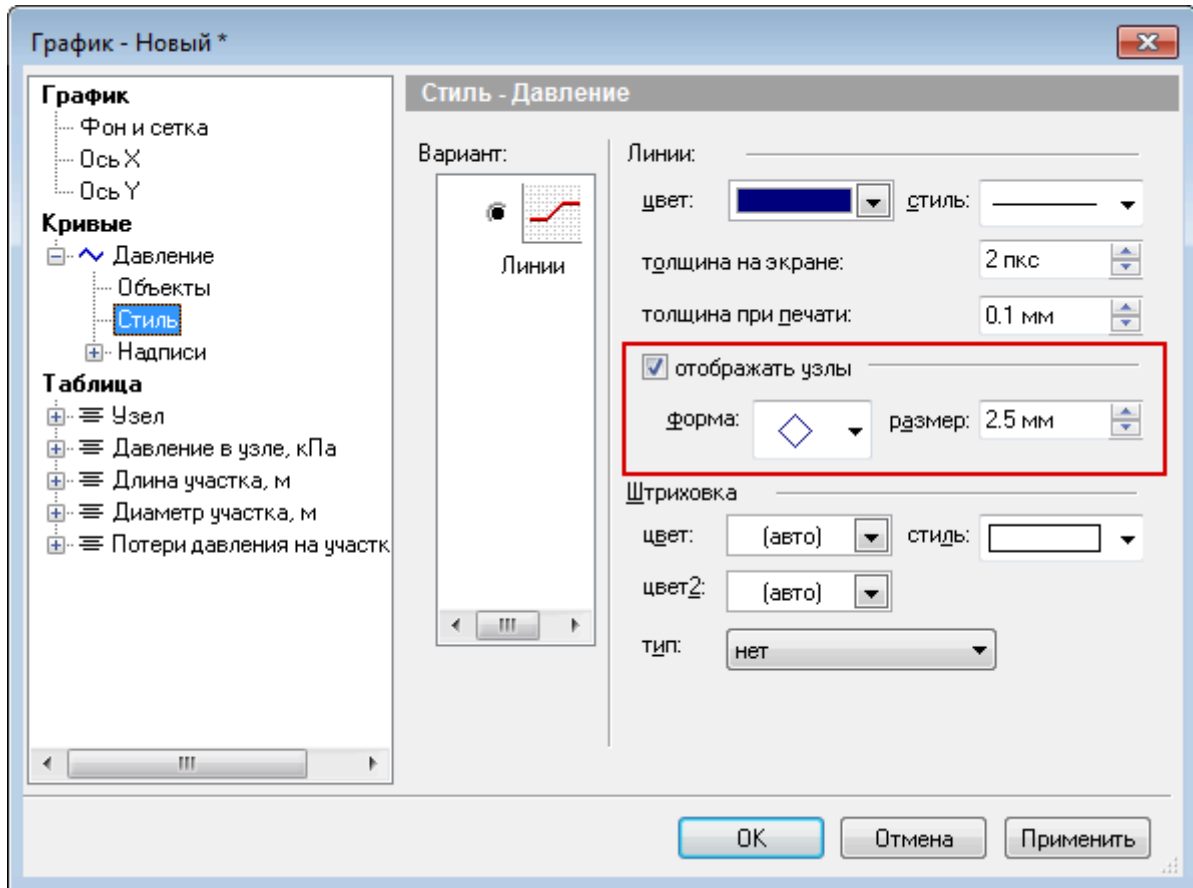 График - Новый *
График
Фон и сетка
Ось X
Ось Y
Кривые
Давление
Объекты
Стиль
Надписи
Таблица
Узел
Давление в узле, кПа
Длина участка, м
Диаметр участка, м
Потери давления на участк
Стиль - Давление
Вариант:
Линии
Линии:
цвет: стиль:
толщина на экране: 2 пкс
толщина при печати: 0.1 мм
отображать узлы
форма: размер: 2.5 мм
Штриховка
цвет: (авто) стиль:
цвет2: (авто)
тип: нет
OK Отмена Применить